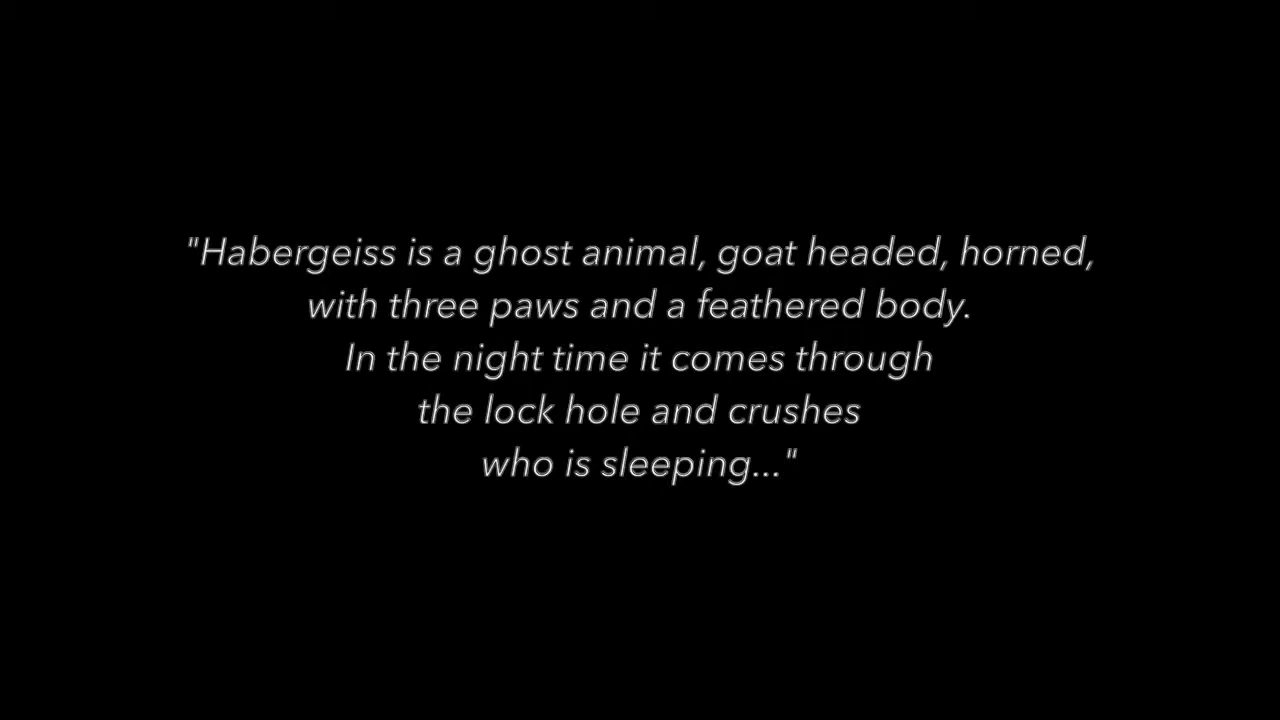 "Habergeiss is a ghost animal, goat headed, horned,
with three paws and a feathered body.
In the night time it comes through
the lock hole and crushes
who is sleeping..."